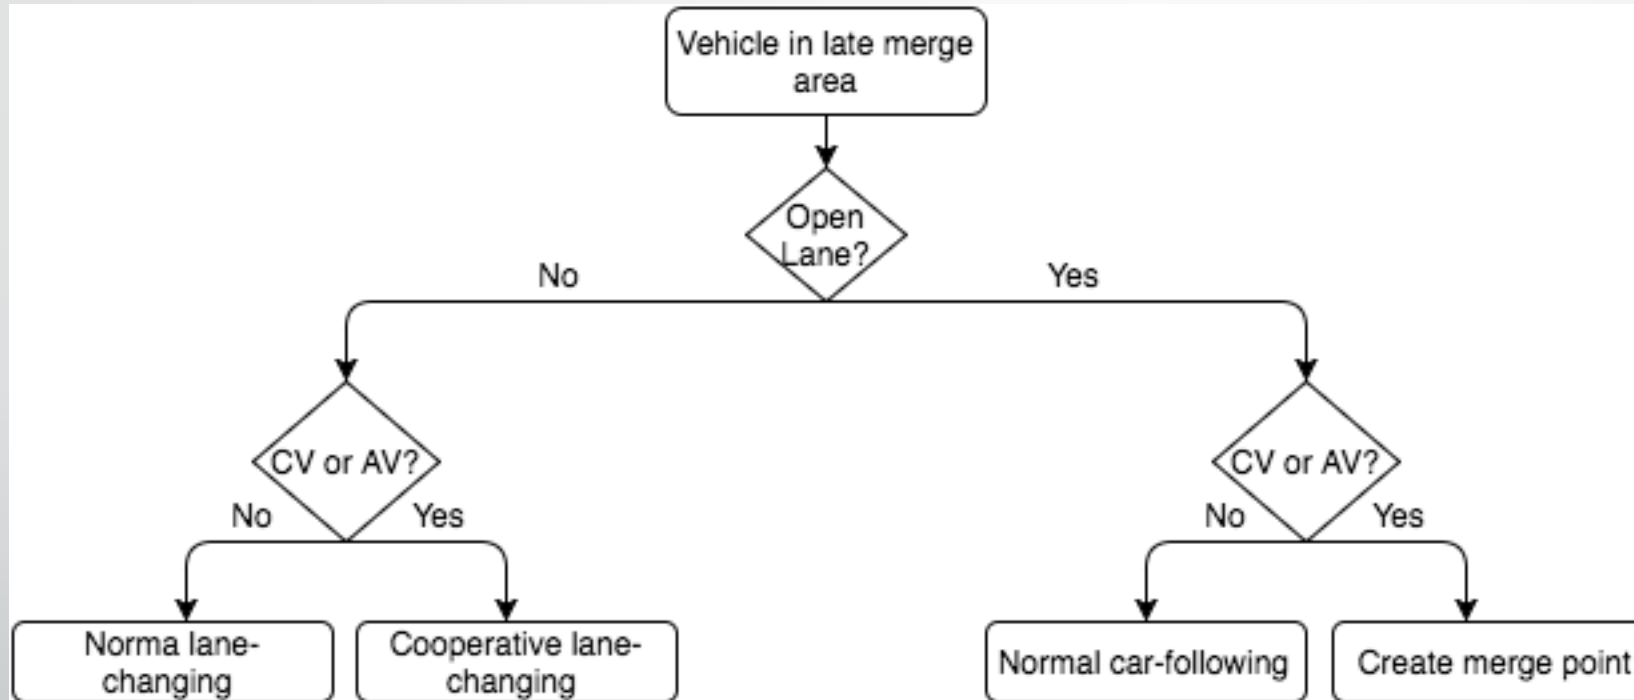 Vehicle in late merge
area
Open
Lane?
No
Yes
CV or AV?
CV or AV?
No
Yes
No
Yes
Norma lane-
changing
Cooperative lane-
changing
Normal car-following
Create merge point